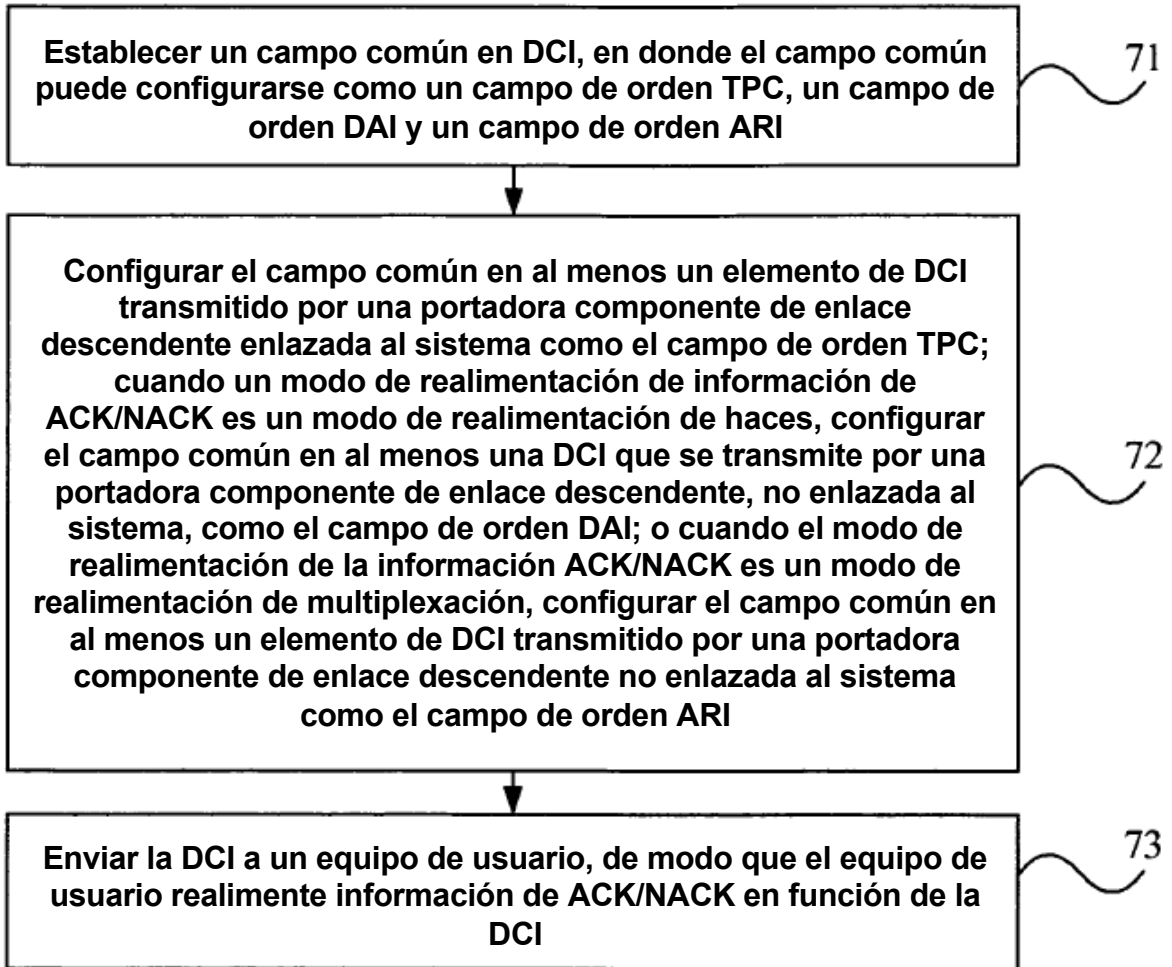 Establecer un campo común en DCI, en donde el campo común
puede configurarse como un campo de orden TPC, un campo de
orden DAI y un campo de orden ARI
71
Configurar el campo común en al menos un elemento de DCI
transmitido por una portadora componente de enlace
descendente enlazada al sistema como el campo de orden TPC;
cuando un modo de realimentación de información de
ACK/NACK es un modo de realimentación de haces, configurar
el campo común en al menos una DCI que se transmite por una
portadora componente de enlace descendente, no enlazada al
sistema, como el campo de orden DAI; o cuando el modo de
realimentación de la información ACK/NACK es un modo de
realimentación de multiplexación, configurar el campo común en
al menos un elemento de DCI transmitido por una portadora
componente de enlace descendente no enlazada al sistema
como el campo de orden ARI
72
Enviar la DCI a un equipo de usuario, de modo que el equipo de
usuario realimente información de ACK/NACK en función de la
DCI
73